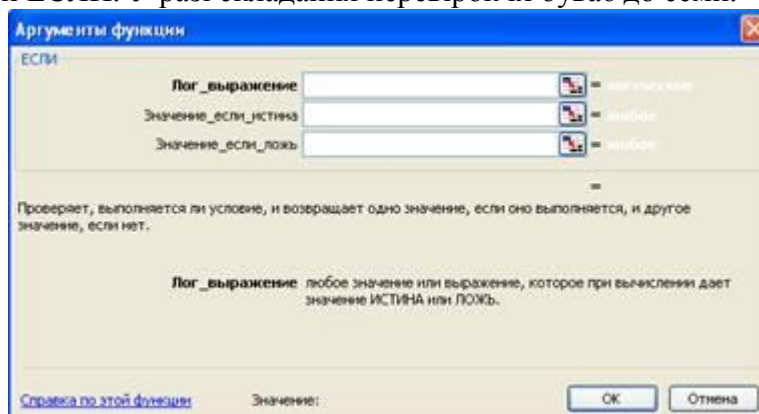 Аргументы функции
ЕСЛИ
Лог_выражение =
Значение_если_истина = любое
Значение_если_ложь = любое
=
Проверяет, выполняется ли условие, и возвращает одно значение, если оно выполняется, и другое
значение, если нет.
Лог_выражение любое значение или выражение, которое при вычислении дает
значение ИСТИНА или ЛОЖЬ.
Справка по этой функции Значение: ОК Отмена